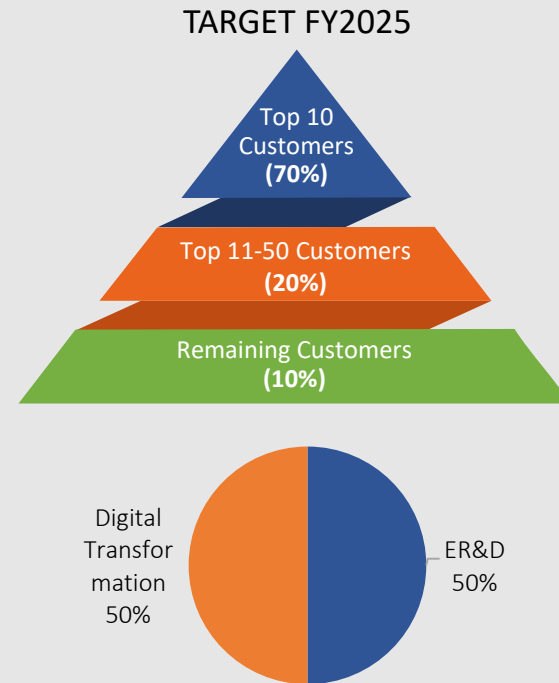 TARGET FY2025
Top 10
Customers
(70%)
Top 11-50 Customers
(20%)
Remaining Customers
(10%)
Digital
Transfor
mation
50%
ER&D
50%